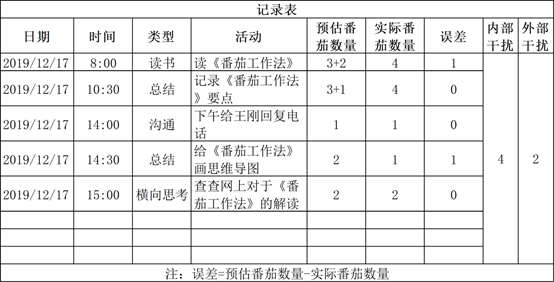 记录表
日期 时间 类型 活动 预估番茄数量 实际番茄数量 误差 内部干扰 外部干扰
2019/12/17 8:00 读书 读《番茄工作法》 3+2 4 1
2019/12/17 10:30 总结 记录《番茄工作法》要点 3+1 4 0
2019/12/17 14:00 沟通 下午给王刚回复电话 1 1 0
2019/12/17 14:30 总结 给《番茄工作法》画思维导图 2 1 1 4 2
2019/12/17 15:00 横向思考 查查网上对于《番茄工作法》的解读 2 2 0
注：误差=预估番茄数量-实际番茄数量